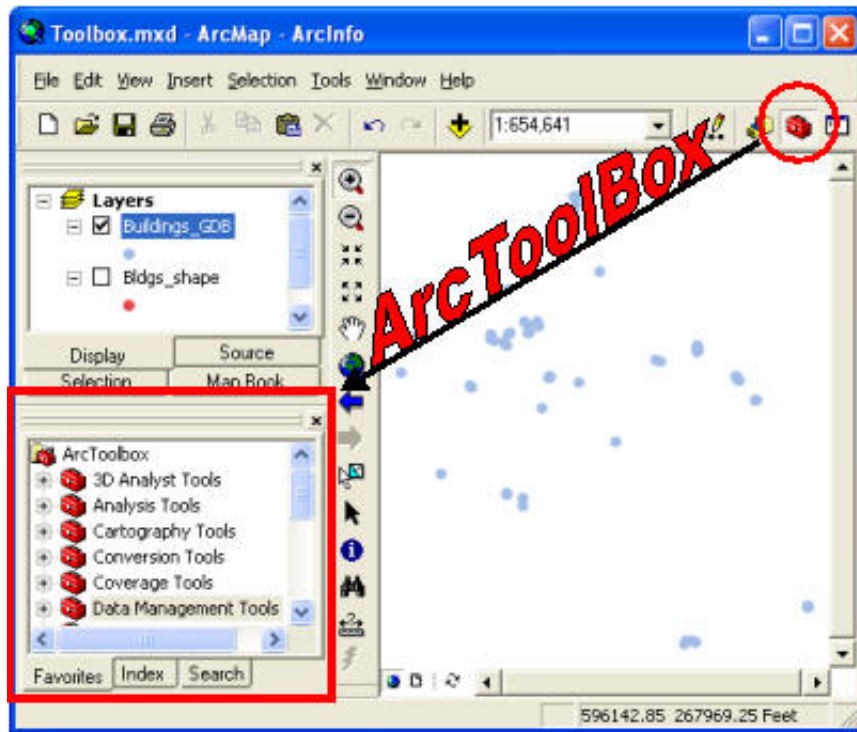 Toolbox.mxd - ArcMap - ArcInfo
File Edit View Insert Selection Tools Window Help
1:654,641
ArcToolBox
Layers
Buildings_GDB
Bldgs_shape
Display Source
Selection Map Book
ArcToolbox
3D Analyst Tools
Analysis Tools
Cartography Tools
Conversion Tools
Coverage Tools
Data Management Tools
Favorites Index Search
596142.85 267969.25 Feet